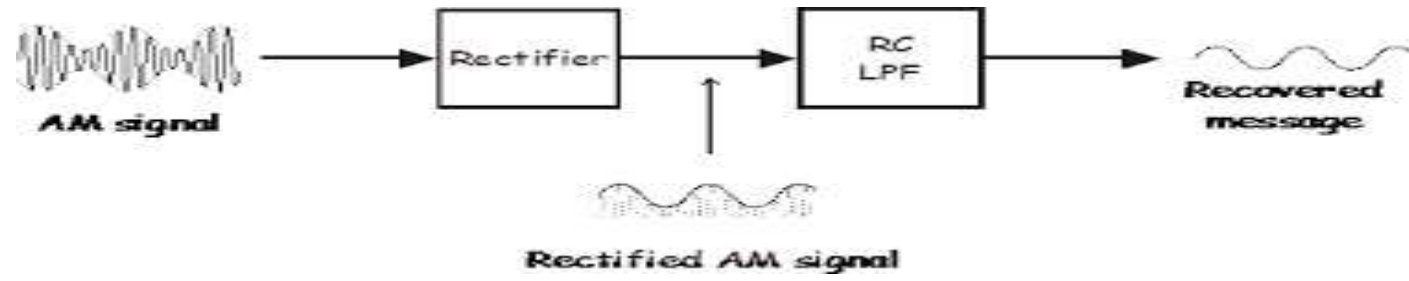 Rectifier
RC
LPF
AM signal
Recovered
message
Rectified AM signal